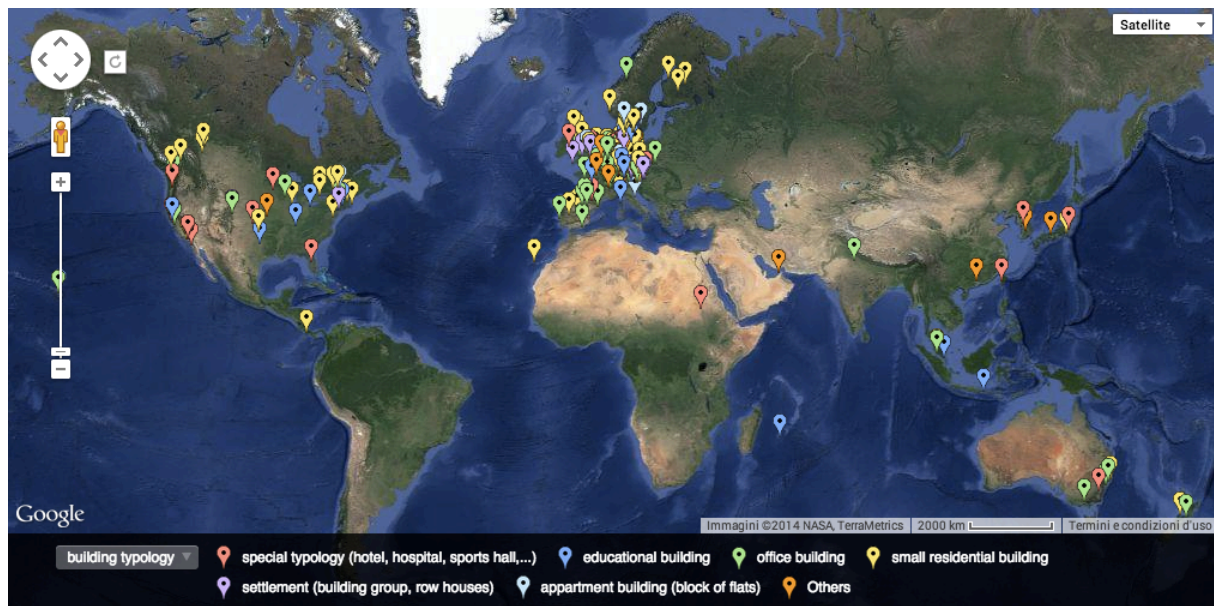 Satellite
Google
Immagini ©2014 NASA, TerraMetrics
2000 km
Termini e condizioni d'uso
building typology
special typology (hotel, hospital, sports hall,...)
educational building
office building
small residential building
settlement (building group, row houses)
appartment building (block of flats)
Others